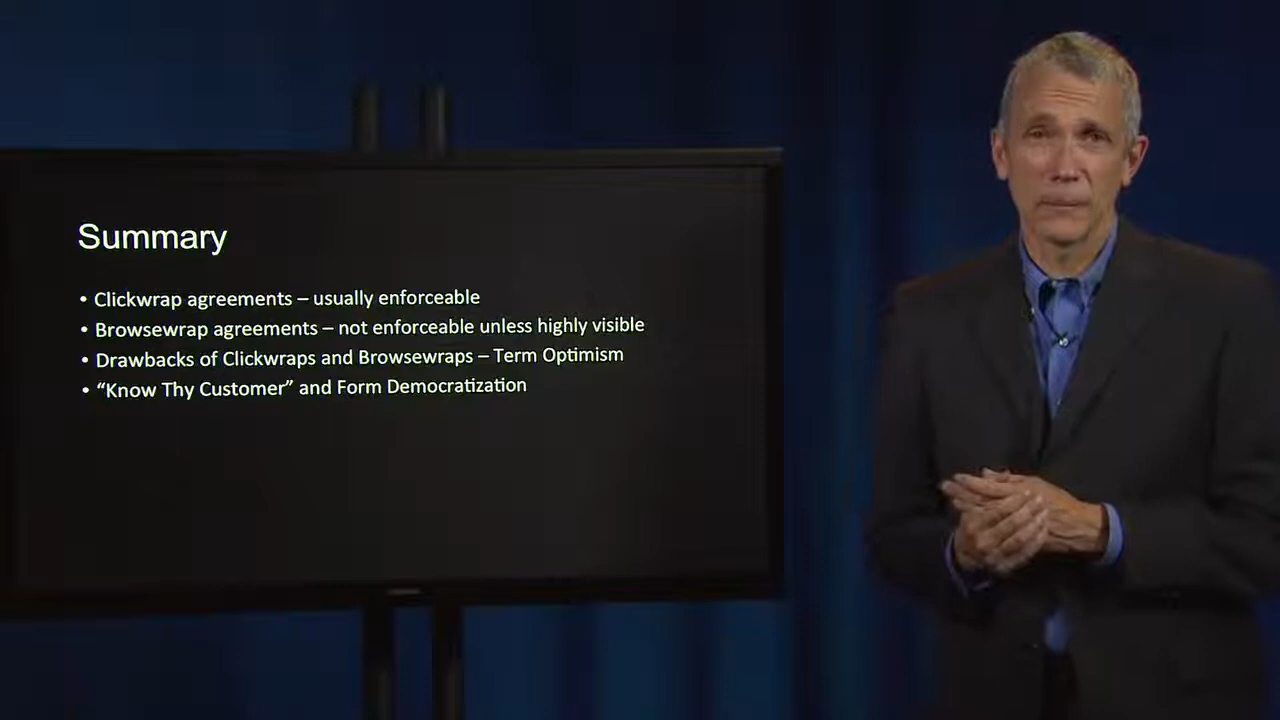 Summary
• Clickwrap agreements – usually enforceable
• Browsewrap agreements – not enforceable unless highly visible
• Drawbacks of Clickwraps and Browsewraps – Term Optimism
• “Know Thy Customer” and Form Democratization